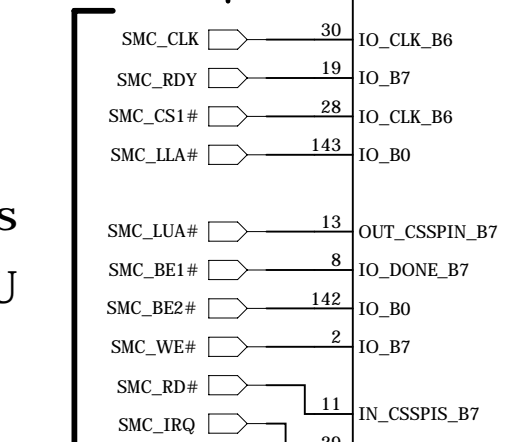 SMC_CLK 30 IO_CLK_B6
SMC_RDY 19 IO_B7
SMC_CS1# 28 IO_CLK_B6
SMC_LLA# 143 IO_B0
s
SMC_LUA# 13 OUT_CSSPIN_B7
SMC_BE1# 8 IO_DONE_B7
U
SMC_BE2# 142 IO_B0
SMC_WE# 2 IO_B7
SMC_RD#
11 IN_CSSPIS_B7
SMC_IRQ